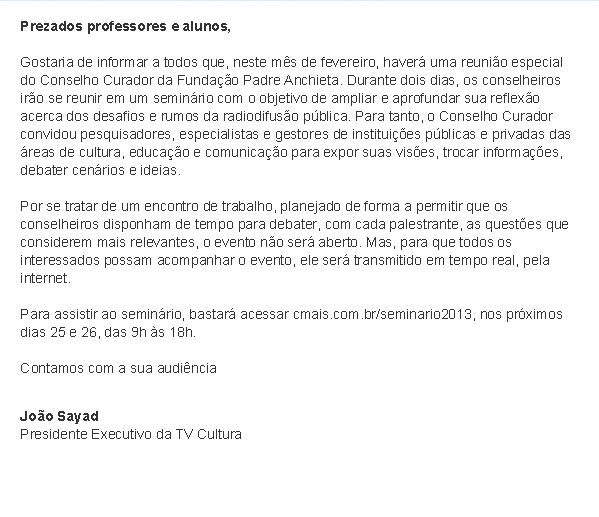 Prezados professores e alunos,
Gostaria de informar a todos que, neste mês de fevereiro, haverá uma reunião especial
do Conselho Curador da Fundação Padre Anchieta. Durante dois dias, os conselheiros
irão se reunir em um seminário com o objetivo de ampliar e aprofundar sua reflexão
acerca dos desafios e rumos da radiodifusão pública. Para tanto, o Conselho Curador
convidou pesquisadores, especialistas e gestores de instituições públicas e privadas das
áreas de cultura, educação e comunicação para expor suas visões, trocar informações,
debater cenários e ideias.
Por se tratar de um encontro de trabalho, planejado de forma a permitir que os
conselheiros disponham de tempo para debater, com cada palestrante, as questões que
considerem mais relevantes, o evento não será aberto. Mas, para que todos os
interessados possam acompanhar o evento, ele será transmitido em tempo real, pela
internet.
Para assistir ao seminário, bastará acessar cmais.com.br/seminario2013, nos próximos
dias 25 e 26, das 9h às 18h.
Contamos com a sua audiência
João Sayad
Presidente Executivo da TV Cultura